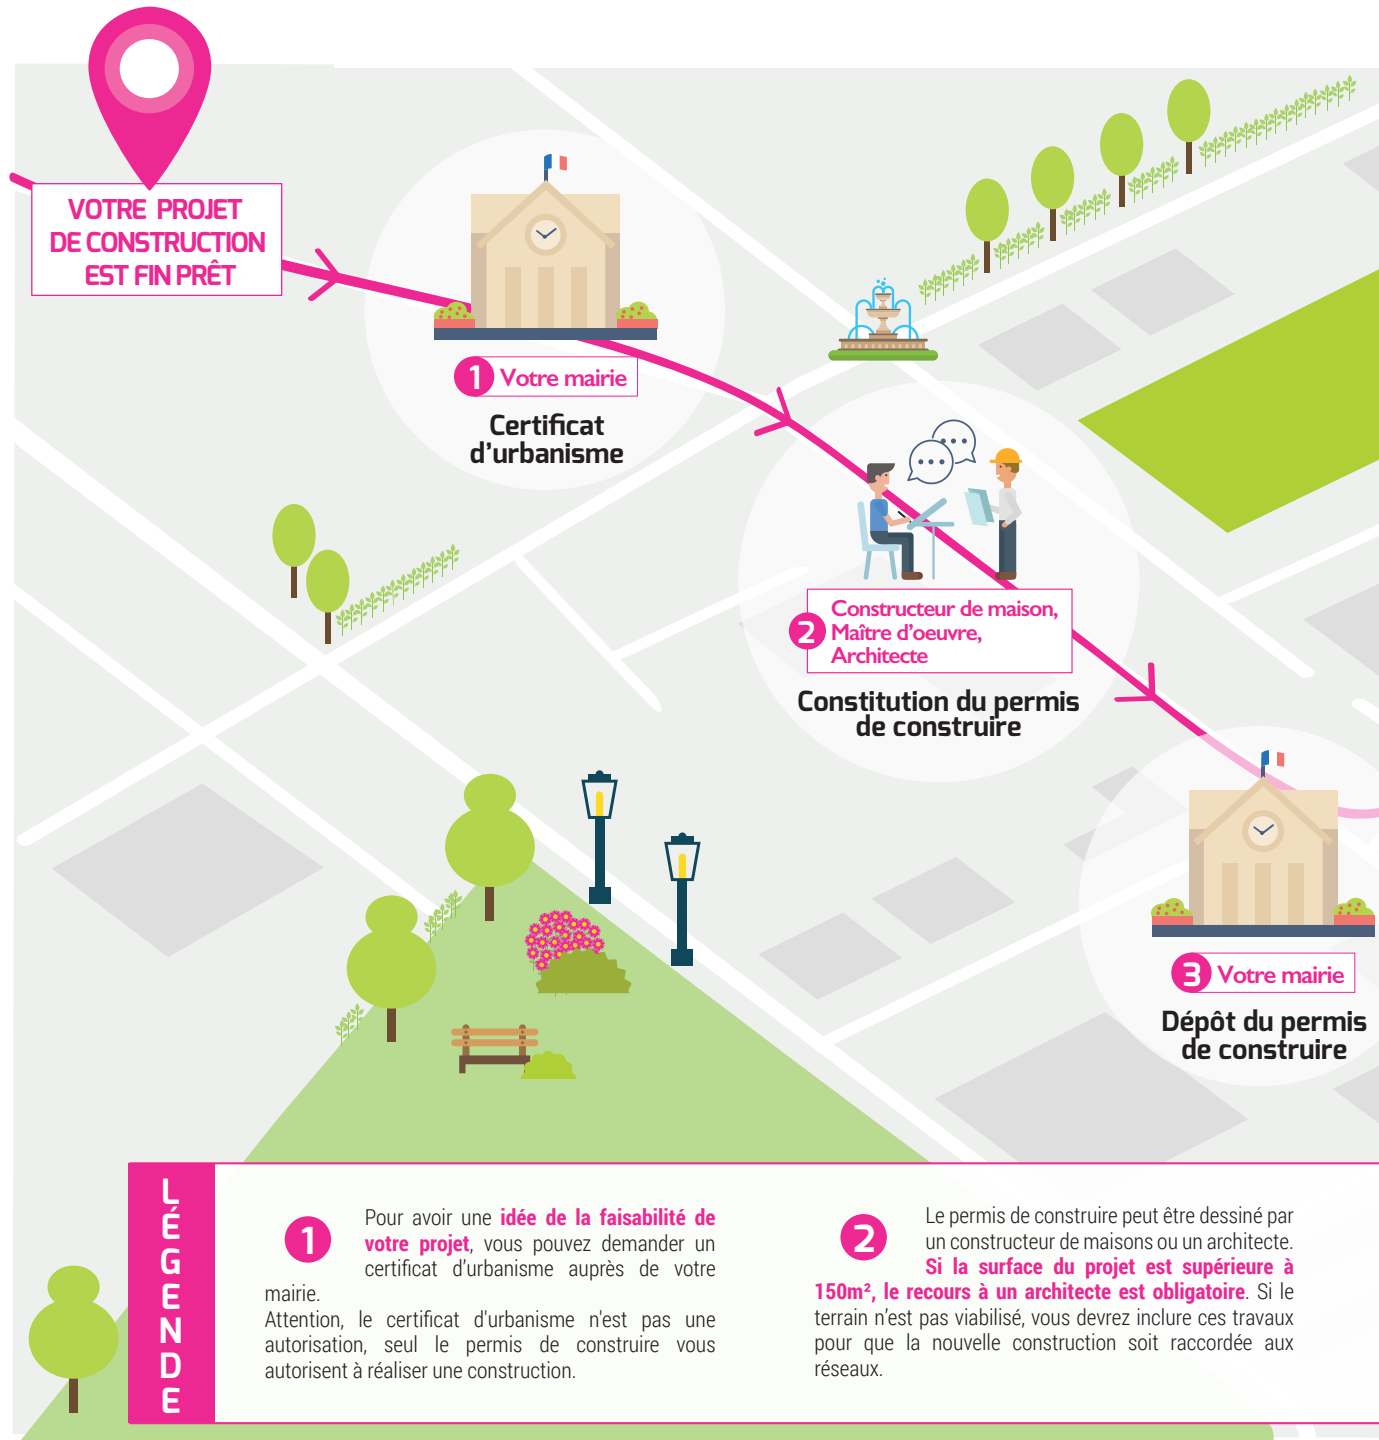 VOTRE PROJET
DE CONSTRUCTION
EST FIN PRÊT
1 Votre mairie
Certificat
d'urbanisme
2 Constructeur de maison,
Maître d'oeuvre,
Architecte
Constitution du permis
de construire
3 Votre mairie
Dépôt du permis
de construire
LÉGENDE
1 Pour avoir une idée de la faisabilité de
votre projet, vous pouvez demander un
certificat d'urbanisme auprès de votre
mairie.
Attention, le certificat d'urbanisme n'est pas une
autorisation, seul le permis de construire vous
autorisent à réaliser une construction.
2 Le permis de construire peut être dessiné par
un constructeur de maisons ou un architecte.
Si la surface du projet est supérieure à
150m², le recours à un architecte est obligatoire. Si le
terrain n'est pas viabilisé, vous devrez inclure ces travaux
pour que la nouvelle construction soit raccordée aux
réseaux.